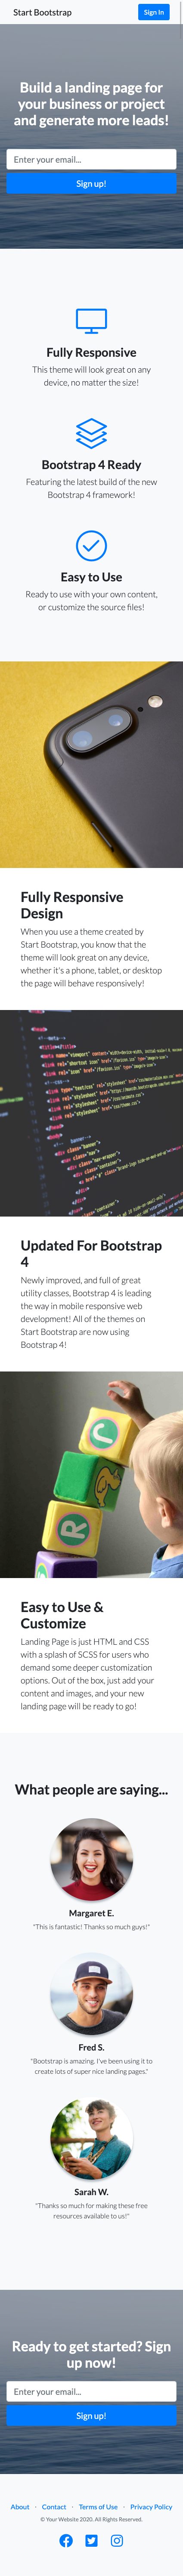 Start Bootstrap
Sign In
Build a landing page for
your business or project
and generate more leads!
Enter your email...
Sign up!
Fully Responsive
This theme will look great on any
device, no matter the size!
Bootstrap 4 Ready
Featuring the latest build of the new
Bootstrap 4 framework!
Easy to Use
Ready to use with your own content,
or customize the source files!
Fully Responsive
Design
When you use a theme created by
Start Bootstrap, you know that the
theme will look great on any device,
whether it's a phone, tablet, or desktop
the page will behave responsively!
Updated For Bootstrap
4
Newly improved, and full of great
utility classes, Bootstrap 4 is leading
the way in mobile responsive web
development! All of the themes on
Start Bootstrap are now using
Bootstrap 4!
C
R
Easy to Use &
Customize
Landing Page is just HTML and CSS
with a splash of SCSS for users who
demand some deeper customization
options. Out of the box, just add your
content and images, and your new
landing page will be ready to go!
What people are saying...
Margaret E.
"This is fantastic! Thanks so much guys!"
Fred S.
"Bootstrap is amazing. I've been using it to
create lots of super nice landing pages."
Sarah W.
"Thanks so much for making these free
resources available to us!"
Ready to get started? Sign
up now!
Enter your email...
Sign up!
About · Contact · Terms of Use · Privacy Policy
© Your Website 2020. All Rights Reserved.